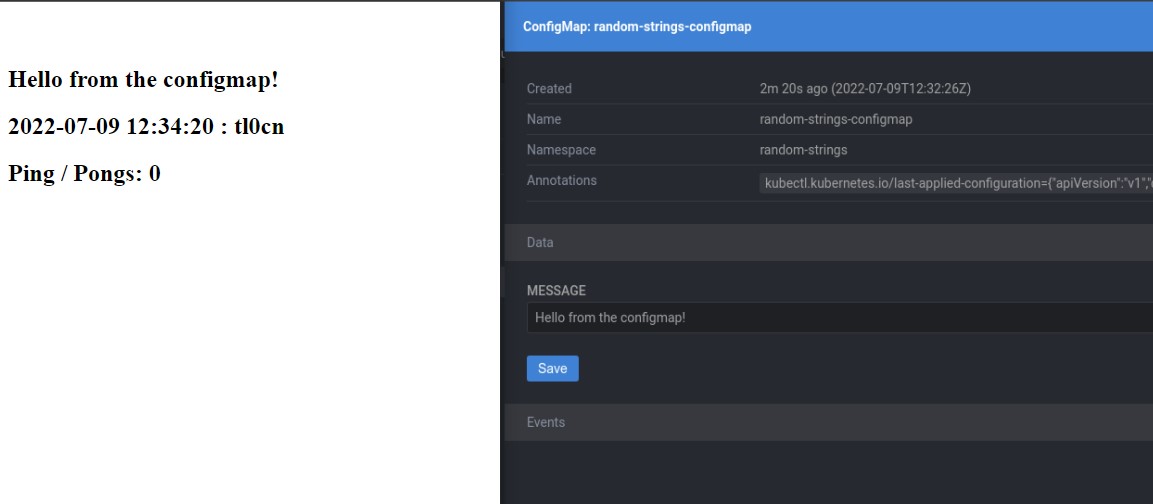 Hello from the configmap!
2022-07-09 12:34:20 : tl0cn
Ping / Pongs: 0
ConfigMap: random-strings-configmap
Created 2m 20s ago (2022-07-09T12:32:26Z)
Name random-strings-configmap
Namespace random-strings
Annotations kubectl.kubernetes.io/last-applied-configuration={"apiVersion":"v1","
Data
MESSAGE
Hello from the configmap!
Save
Events